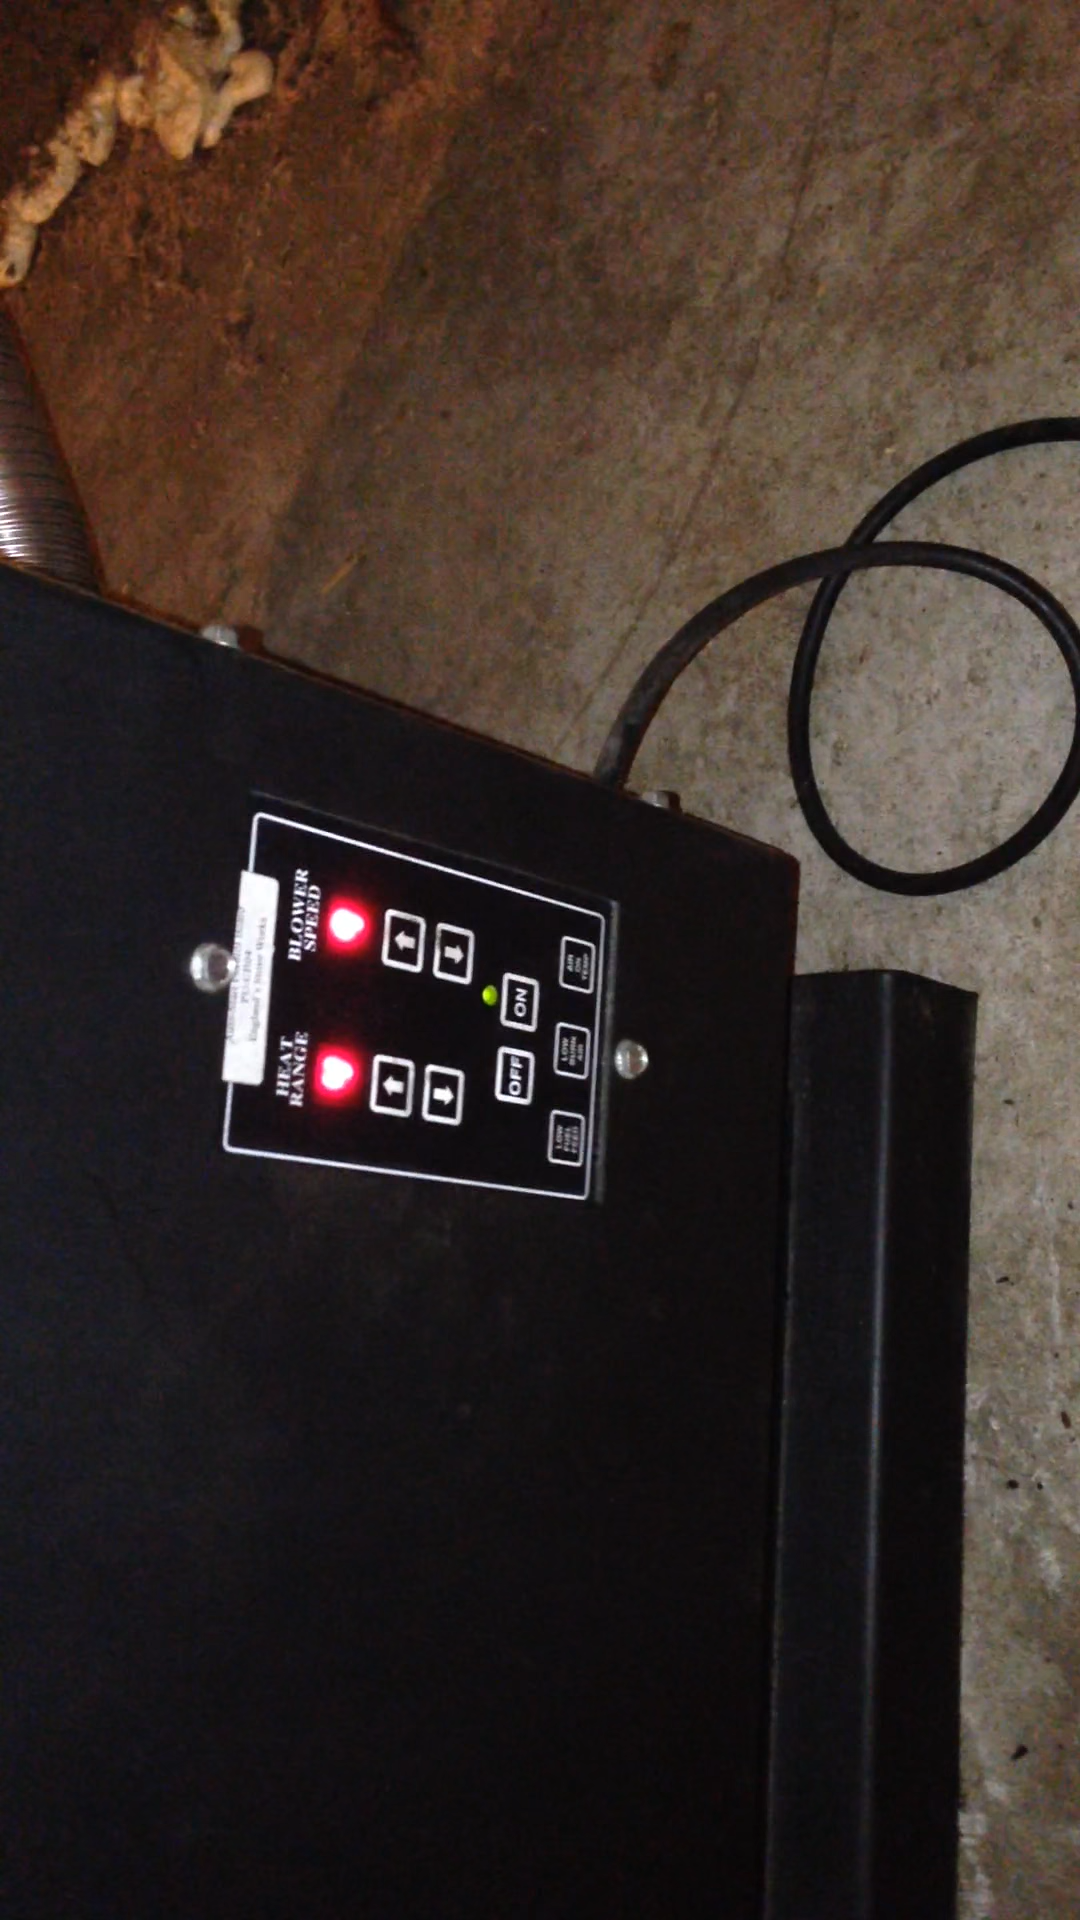 PU-CB04
England's Stove Works
HEAT
RANGE
BLOWER
SPEED
OFF
ON
LOW
FUEL
FEED
LOW
BURN
AIR
AIR
ON
TEMP